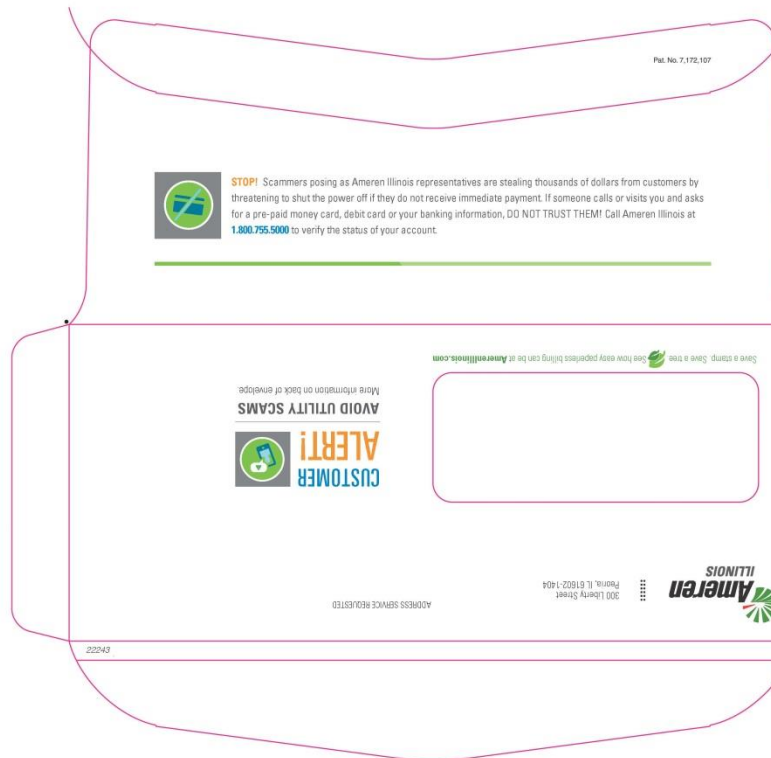 Pat. No. 7,172,107
STOP! Scammers posing as Ameren Illinois representatives are stealing thousands of dollars from customers by
threatening to shut the power off if they do not receive immediate payment. If someone calls or visits you and asks
for a pre-paid money card, debit card or your banking information, DO NOT TRUST THEM! Call Ameren Illinois at
1.800.755.5000 to verify the status of your account.
Ameren
ILLINOIS
300 Liberty Street
Peoria, IL 61602-1404
ADDRESS SERVICE REQUESTED
CUSTOMER
ALERT!
AVOID UTILITY SCAMS
More information on back of envelope.
Save a stamp. Save a tree. See how easy paperless billing can be at AmerenIllinois.com
22243